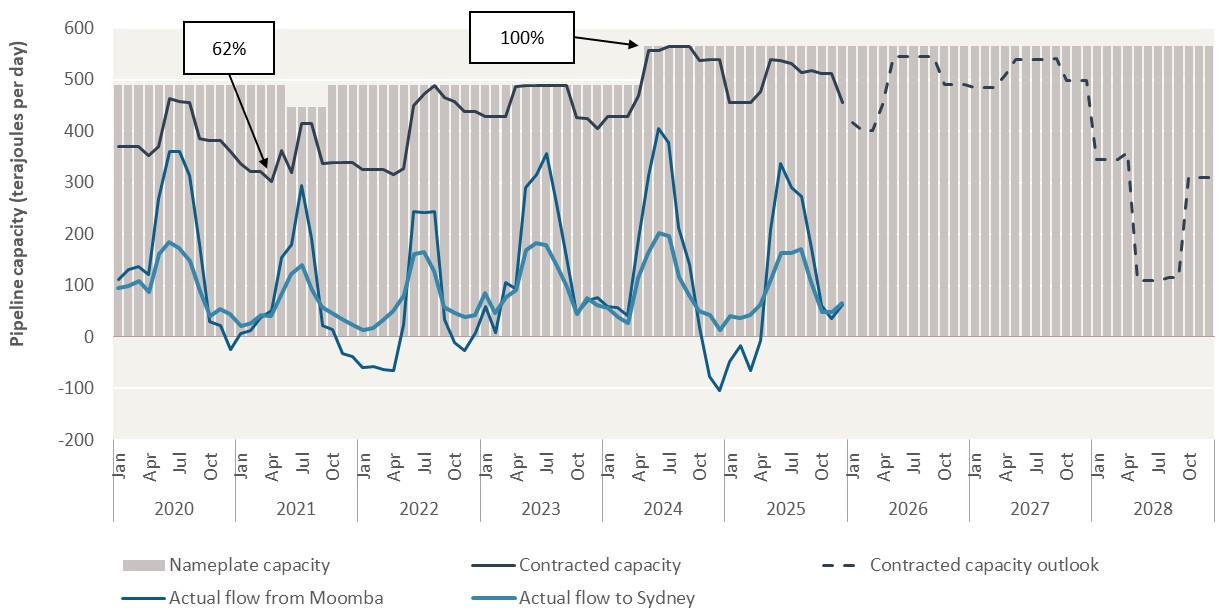 Pipeline capacity (terajoules per day)
600
500
400
300
200
100
0
-100
-200
62%
100%
Jan Apr Jul Oct Jan Apr Jul Oct Jan Apr Jul Oct Jan Apr Jul Oct Jan Apr Jul Oct Jan Apr Jul Oct Jan Apr Jul Oct Jan Apr Jul Oct Jan Apr Jul Oct
2020 2021 2022 2023 2024 2025 2026 2027 2028
Nameplate capacity Contracted capacity Contracted capacity outlook
Actual flow from Moomba Actual flow to Sydney